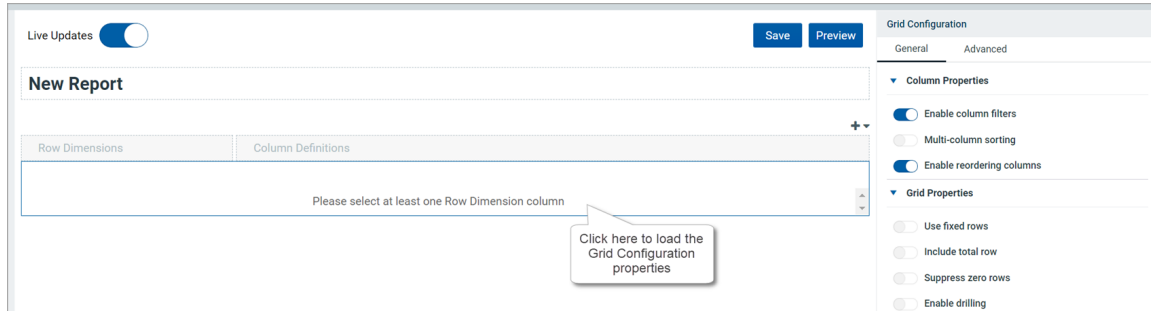 Live Updates
Save
Preview
New Report
Row Dimensions
Column Definitions
Please select at least one Row Dimension column
Click here to load the
Grid Configuration
properties
Grid Configuration
General
Advanced
Column Properties
Enable column filters
Multi-column sorting
Enable reordering columns
Grid Properties
Use fixed rows
Include total row
Suppress zero rows
Enable drilling